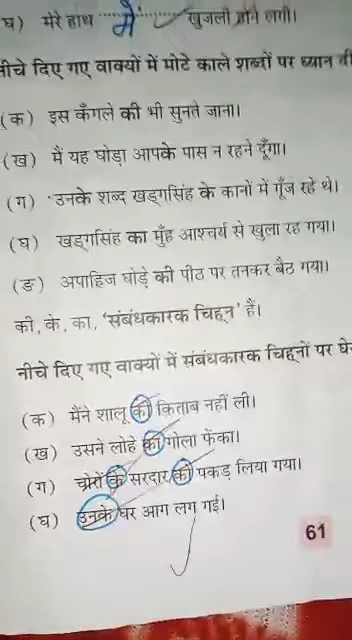 घ) मेरे हाथ ......में...... खुजली होने लगी।
नीचे दिए गए वाक्यों में मोटे काले शब्दों पर ध्यान
(क) इस कँगले की भी सुनते जाना।
(ख) मैं यह घोड़ा आपके पास न रहने दूँगा।
(ग) उनके शब्द खड्गसिंह के कानों में गूँज रहे थे।
(घ) खड्गसिंह का मुँह आश्चर्य से खुला रह गया।
(ङ) अपाहिज घोड़े की पीठ पर तनकर बैठ गया।
की, के, का, 'संबंधकारक चिह्न' हैं।
नीचे दिए गए वाक्यों में संबंधकारक चिह्नों पर
(क) मैंने शालू की किताब नहीं ली।
(ख) उसने लोहे का गोला फेंका।
(ग) चोरों के सरदार को पकड़ लिया गया।
(घ) उनके घर आग लग गई।
61